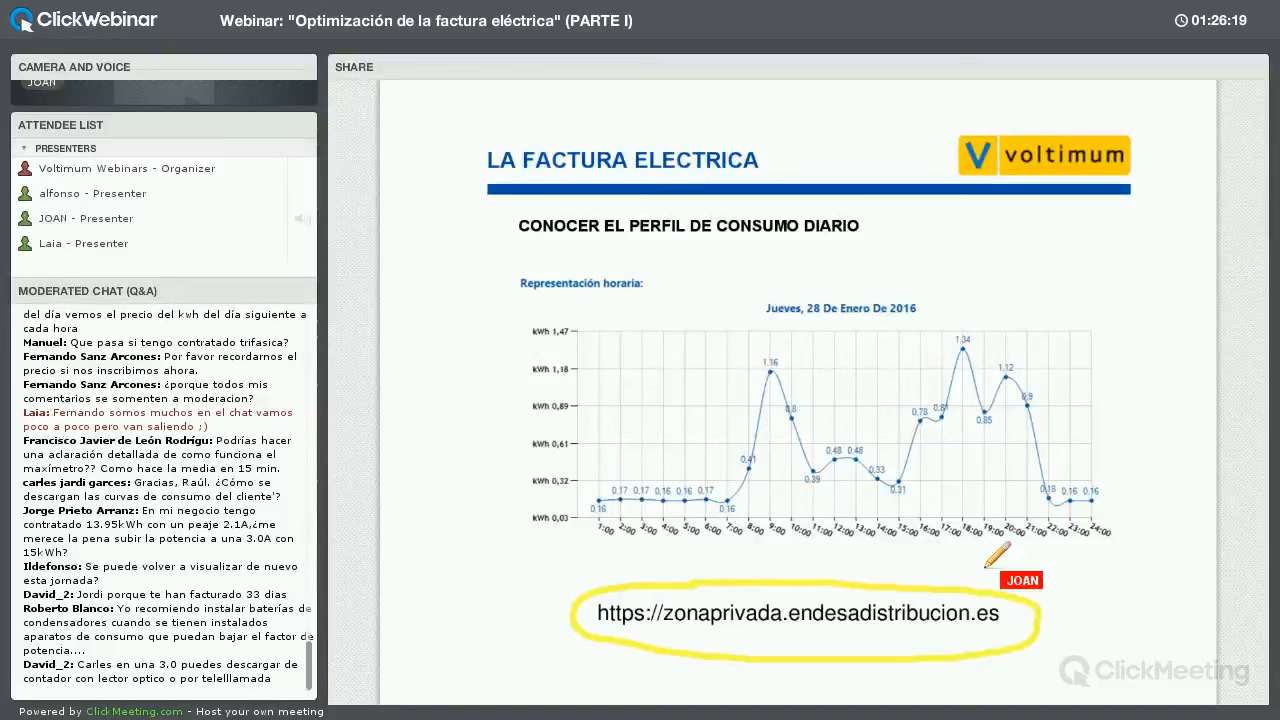 ClickWebinar
Webinar: "Optimización de la factura eléctrica" (PARTE I)
01:26:19
CAMERA AND VOICE
JOAN
ATTENDEE LIST
PRESENTERS
Voltimum Webinars - Organizer
alfonso - Presenter
JOAN - Presenter
Laia - Presenter
MODERATED CHAT (Q&A)
del día se publican los precios del día siguiente a
cada hora
Manuel: Que pasa si tengo contratado trifasica?
Fernando Sanz Arcones: Por favor recordarnos el
precio si nos inscribimos ahora.
Fernando Sanz Arcones: ¿porque todos mis
comentarios se someten a moderacion?
Laia: Fernando somos muchos en el chat vamos
poco a poco pero van saliendo ;)
Francisco Javier de León Rodrígu: Podrías hacer
una aclaración detallada de como funciona el
maxímetro? Como hace la media en 15 min.
carles jardi garcia: Gracias, Raúl. ¿Cómo se
descargan las curvas de consumo del cliente'?
Jorge Prieto Arranz: En mi negocio tengo
contratado 13.95kWh con un peaje 2.1A,¿me
merece la pena subir la potencia a una 3.0A con
15kWh?
Ildefonso: Se puede volver a visualizar de nuevo
esta jornada?
David_Z: Jordi porque te han facturado 58 dias
Roberto Blanco: Yo recomiendo instalar baterías de
condensadores en instalaciones con muchos
aparatos de consumo que puedan bajar el factor de
potencia....
David_Z: Carles en una 3.0 puedes descargar de
contador con lector optico o por telelllamada
Powered by ClickMeeting.com - Host your own meeting
SHARE
LA FACTURA ELECTRICA
voltimum
CONOCER EL PERFIL DE CONSUMO DIARIO
Representación horaria:
Jueves, 28 De Enero De 2016
kWh 1,47
kWh 1,18
kWh 0,89
kWh 0,61
kWh 0,32
kWh 0,03
0,16 0,17 0,17 0,16 0,16 0,17 0,16 0,41 1,16 0,8 0,39 0,48 0,48 0,33 0,31 0,78 0,81 1,34 0,85 1,12 0,9 0,18 0,16 0,16
1:00 2:00 3:00 4:00 5:00 6:00 7:00 8:00 9:00 10:00 11:00 12:00 13:00 14:00 15:00 16:00 17:00 18:00 19:00 20:00 21:00 22:00 23:00 24:00
JOAN
https://zonaprivada.endesadistribucion.es
ClickMeeting